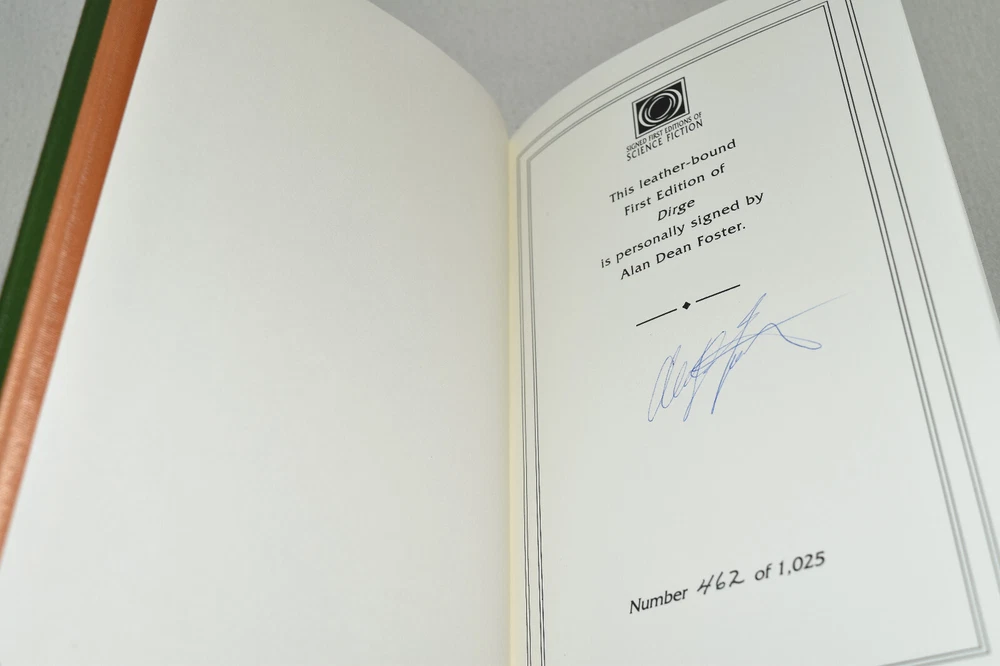 SIGNED FIRST EDITIONS OF
SCIENCE FICTION
This leather-bound
First Edition of
Dirge
is personally signed by
Alan Dean Foster.
Number 462 of 1,025